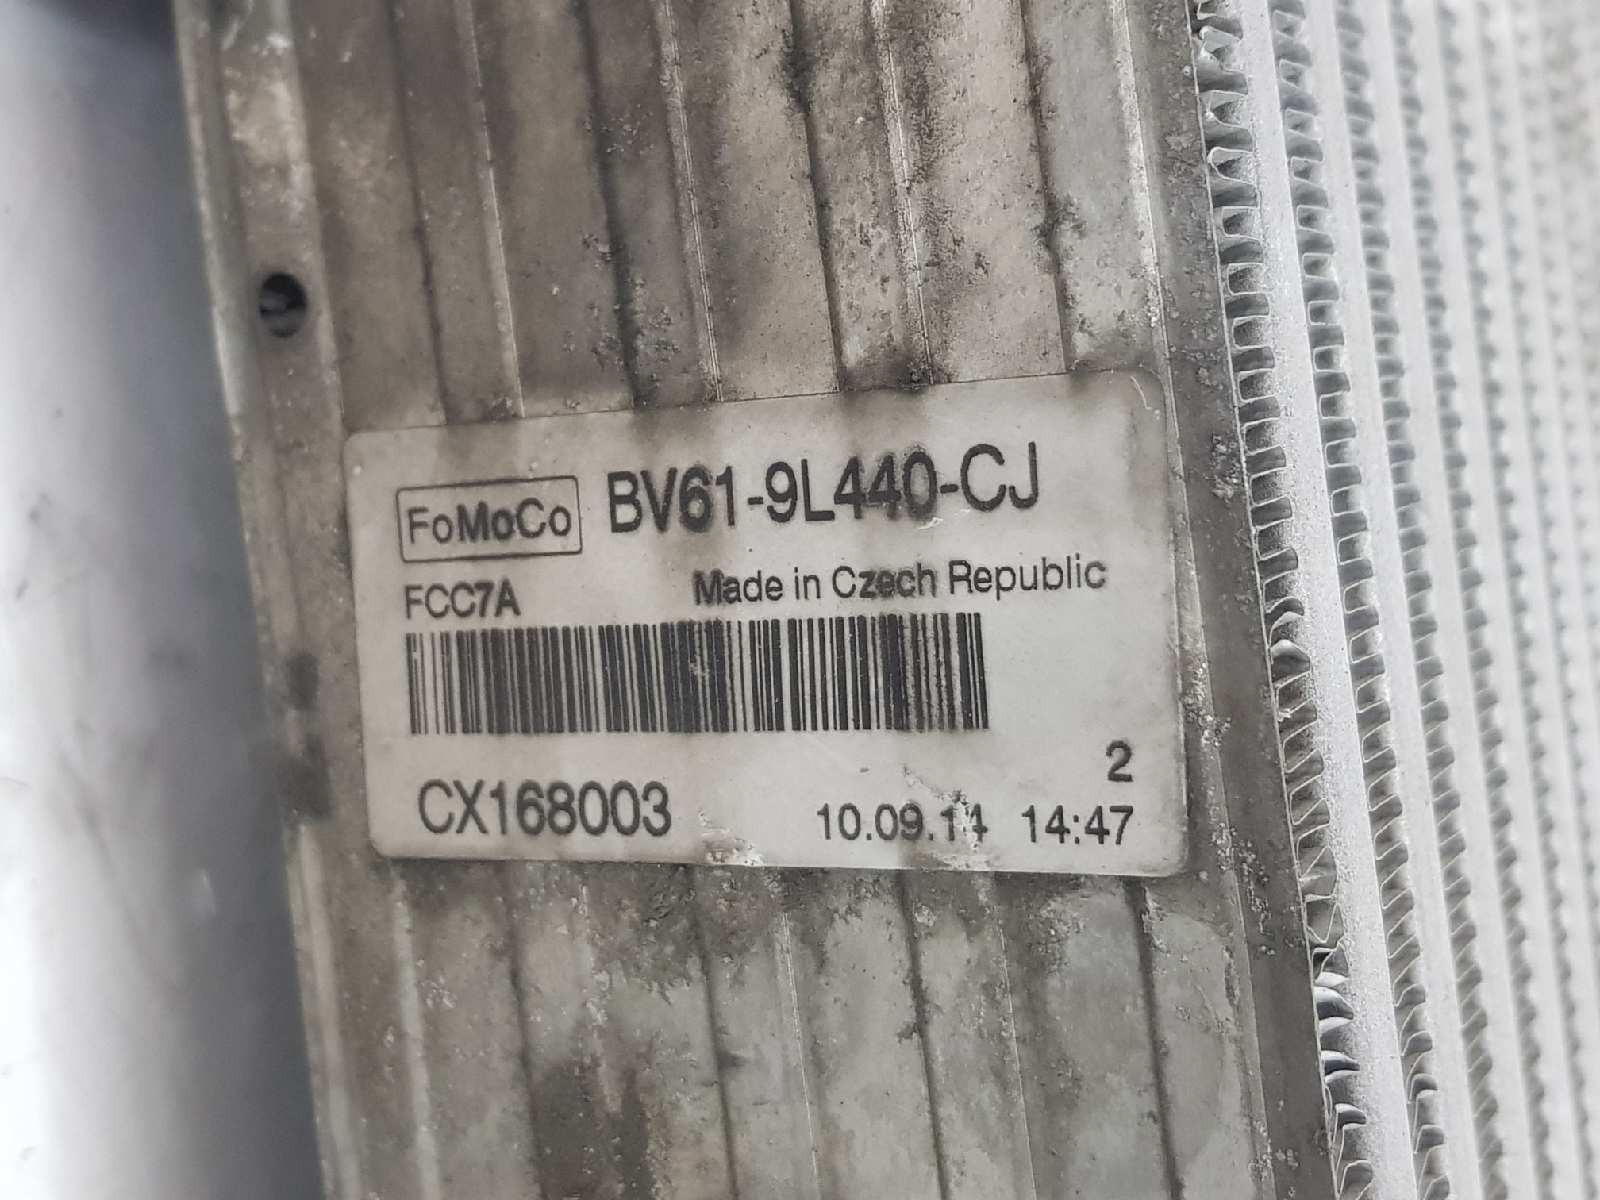 FoMoCo BV61-9L440-CJ
FCC7A Made in Czech Republic
2
CX168003 10.09.14 14:47